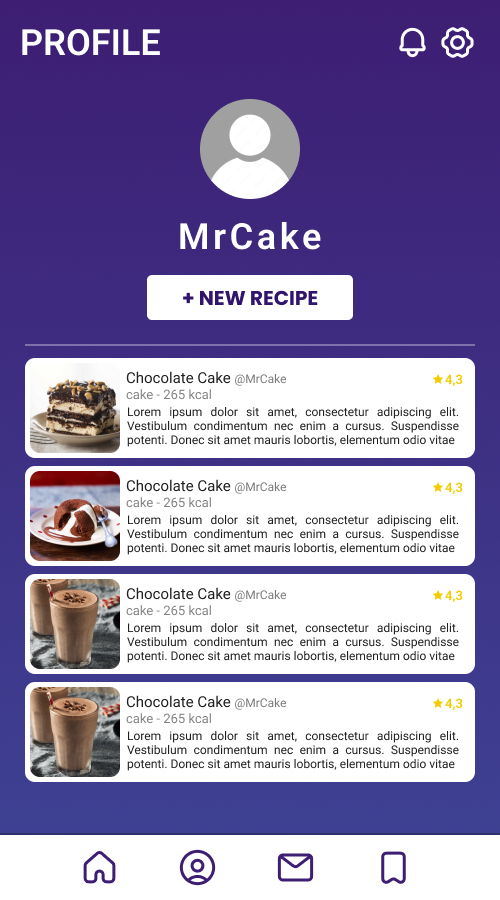 PROFILE
MrCake
+ NEW RECIPE
Chocolate Cake @MrCake ★4,3
cake - 265 kcal
Lorem ipsum dolor sit amet, consectetur adipiscing elit.
Vestibulum condimentum nec enim a cursus. Suspendisse
potenti. Donec sit amet mauris lobortis, elementum odio vitae
Chocolate Cake @MrCake ★4,3
cake - 265 kcal
Lorem ipsum dolor sit amet, consectetur adipiscing elit.
Vestibulum condimentum nec enim a cursus. Suspendisse
potenti. Donec sit amet mauris lobortis, elementum odio vitae
Chocolate Cake @MrCake ★4,3
cake - 265 kcal
Lorem ipsum dolor sit amet, consectetur adipiscing elit.
Vestibulum condimentum nec enim a cursus. Suspendisse
potenti. Donec sit amet mauris lobortis, elementum odio vitae
Chocolate Cake @MrCake ★4,3
cake - 265 kcal
Lorem ipsum dolor sit amet, consectetur adipiscing elit.
Vestibulum condimentum nec enim a cursus. Suspendisse
potenti. Donec sit amet mauris lobortis, elementum odio vitae